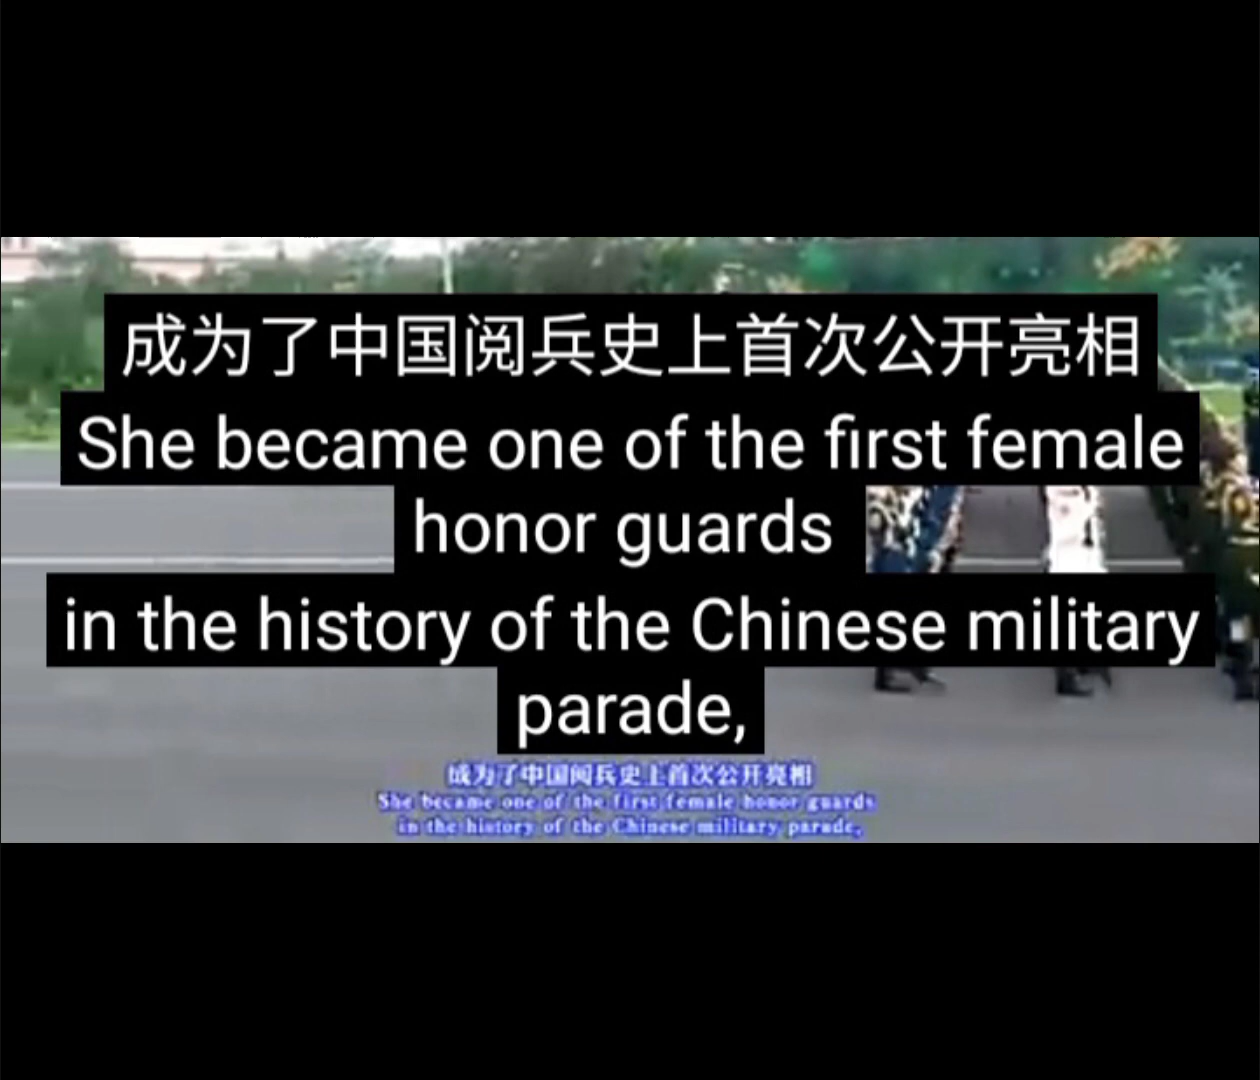 成为了中国阅兵史上首次公开亮相
She became one of the first female
honor guards
in the history of the Chinese military
parade,
成为了中国阅兵史上首次公开亮相
She became one of the first female honor guards
in the history of the Chinese military parade,